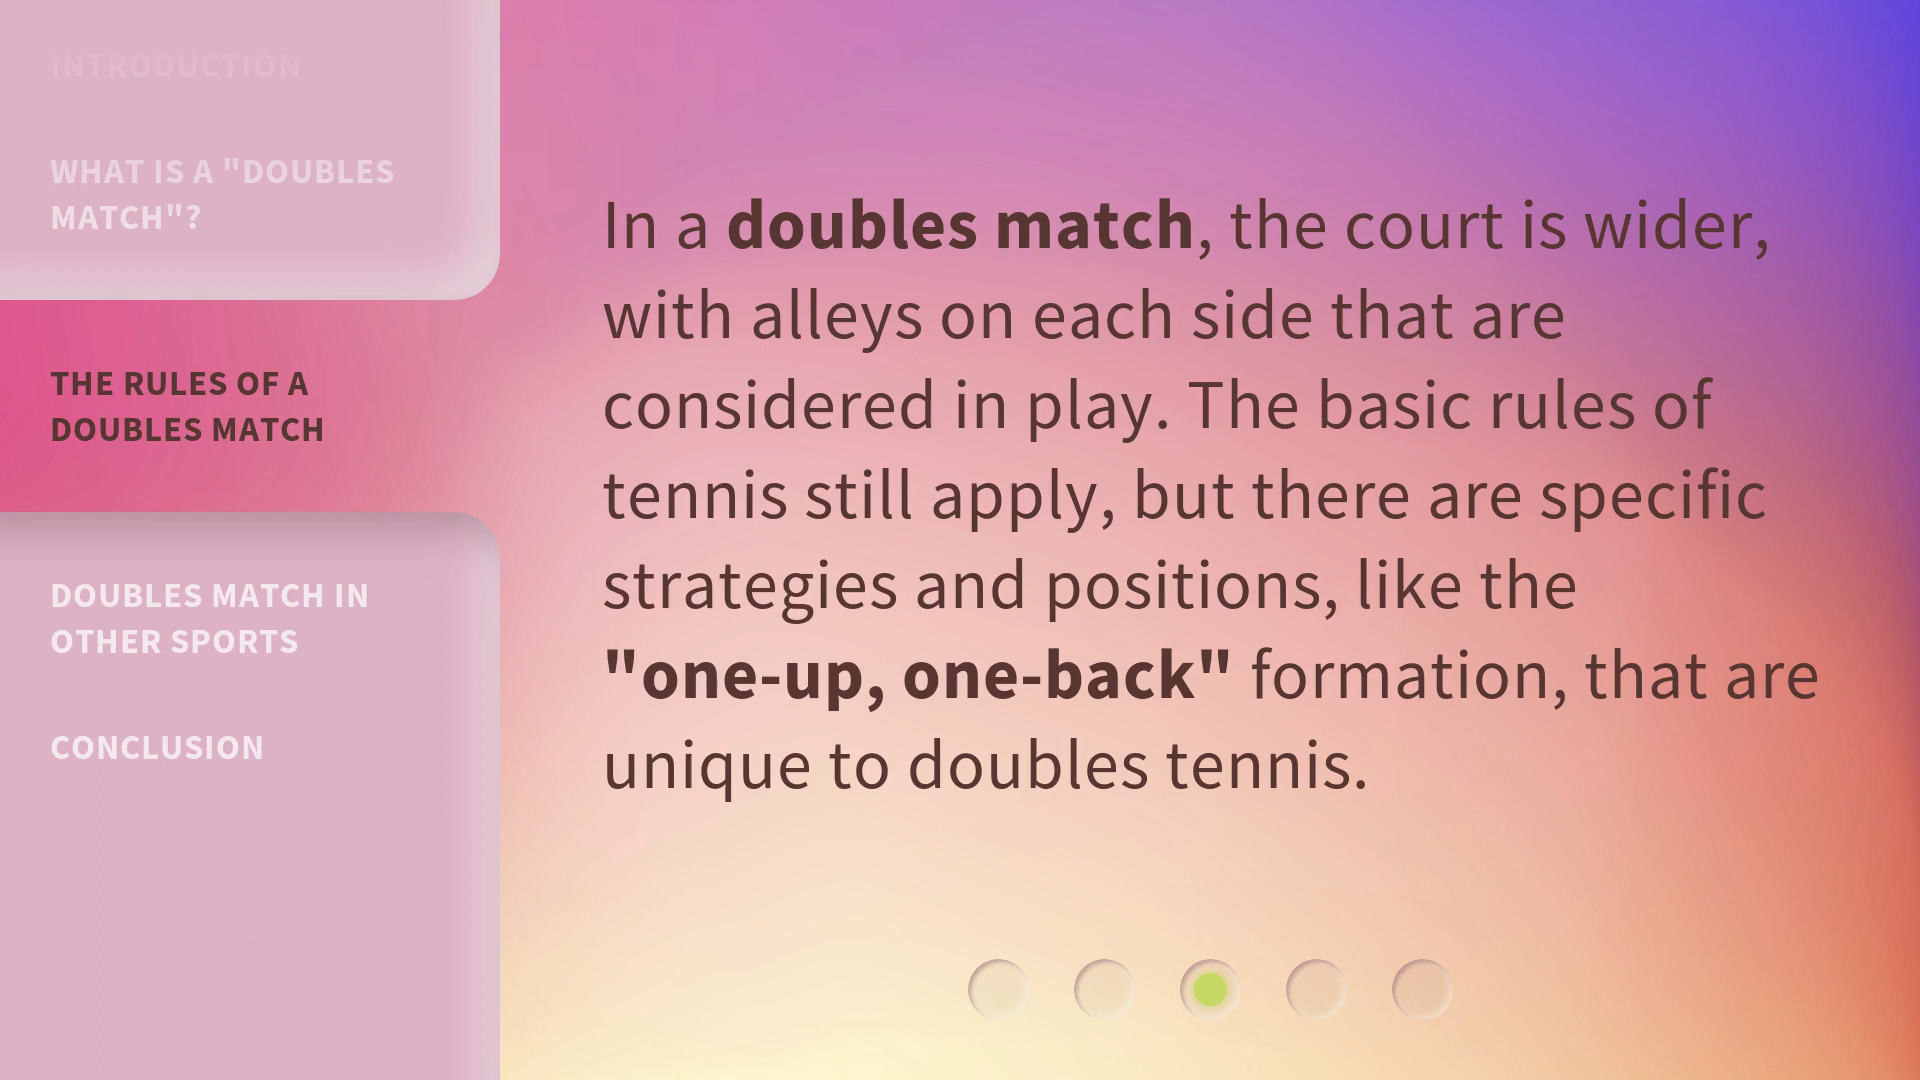 INTRODUCTION
WHAT IS A "DOUBLES
MATCH"?
THE RULES OF A
DOUBLES MATCH
DOUBLES MATCH IN
OTHER SPORTS
CONCLUSION
In a doubles match, the court is wider,
with alleys on each side that are
considered in play. The basic rules of
tennis still apply, but there are specific
strategies and positions, like the
"one-up, one-back" formation, that are
unique to doubles tennis.